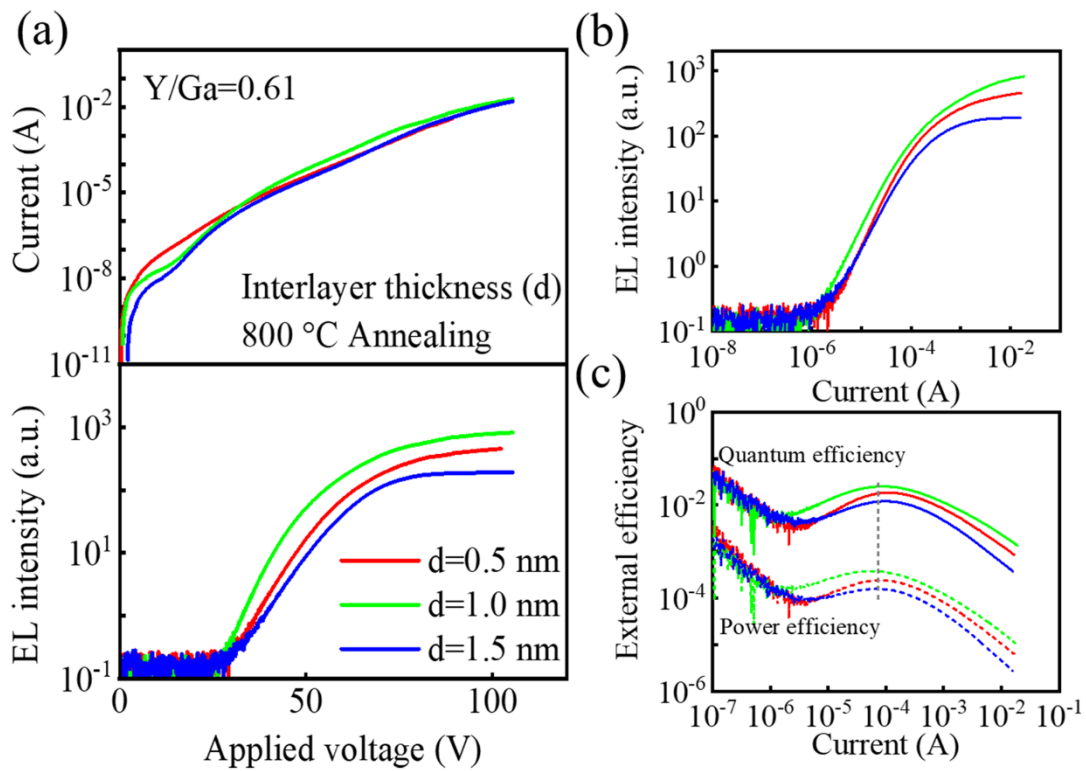 (a)
Y/Ga=0.61
Current (A)
10^-2
10^-5
10^-8
10^-11
Interlayer thickness (d)
800 °C Annealing
EL intensity (a.u.)
10^3
10^1
10^-1
d=0.5 nm
d=1.0 nm
d=1.5 nm
0 50 100
Applied voltage (V)
(b)
EL intensity (a.u.)
10^3
10^2
10^0
10^-1
10^-8 10^-6 10^-4 10^-2
Current (A)
(c)
External efficiency
10^0
10^-2
10^-4
10^-6
Quantum efficiency
Power efficiency
10^-7 10^-6 10^-5 10^-4 10^-3 10^-2 10^-1
Current (A)